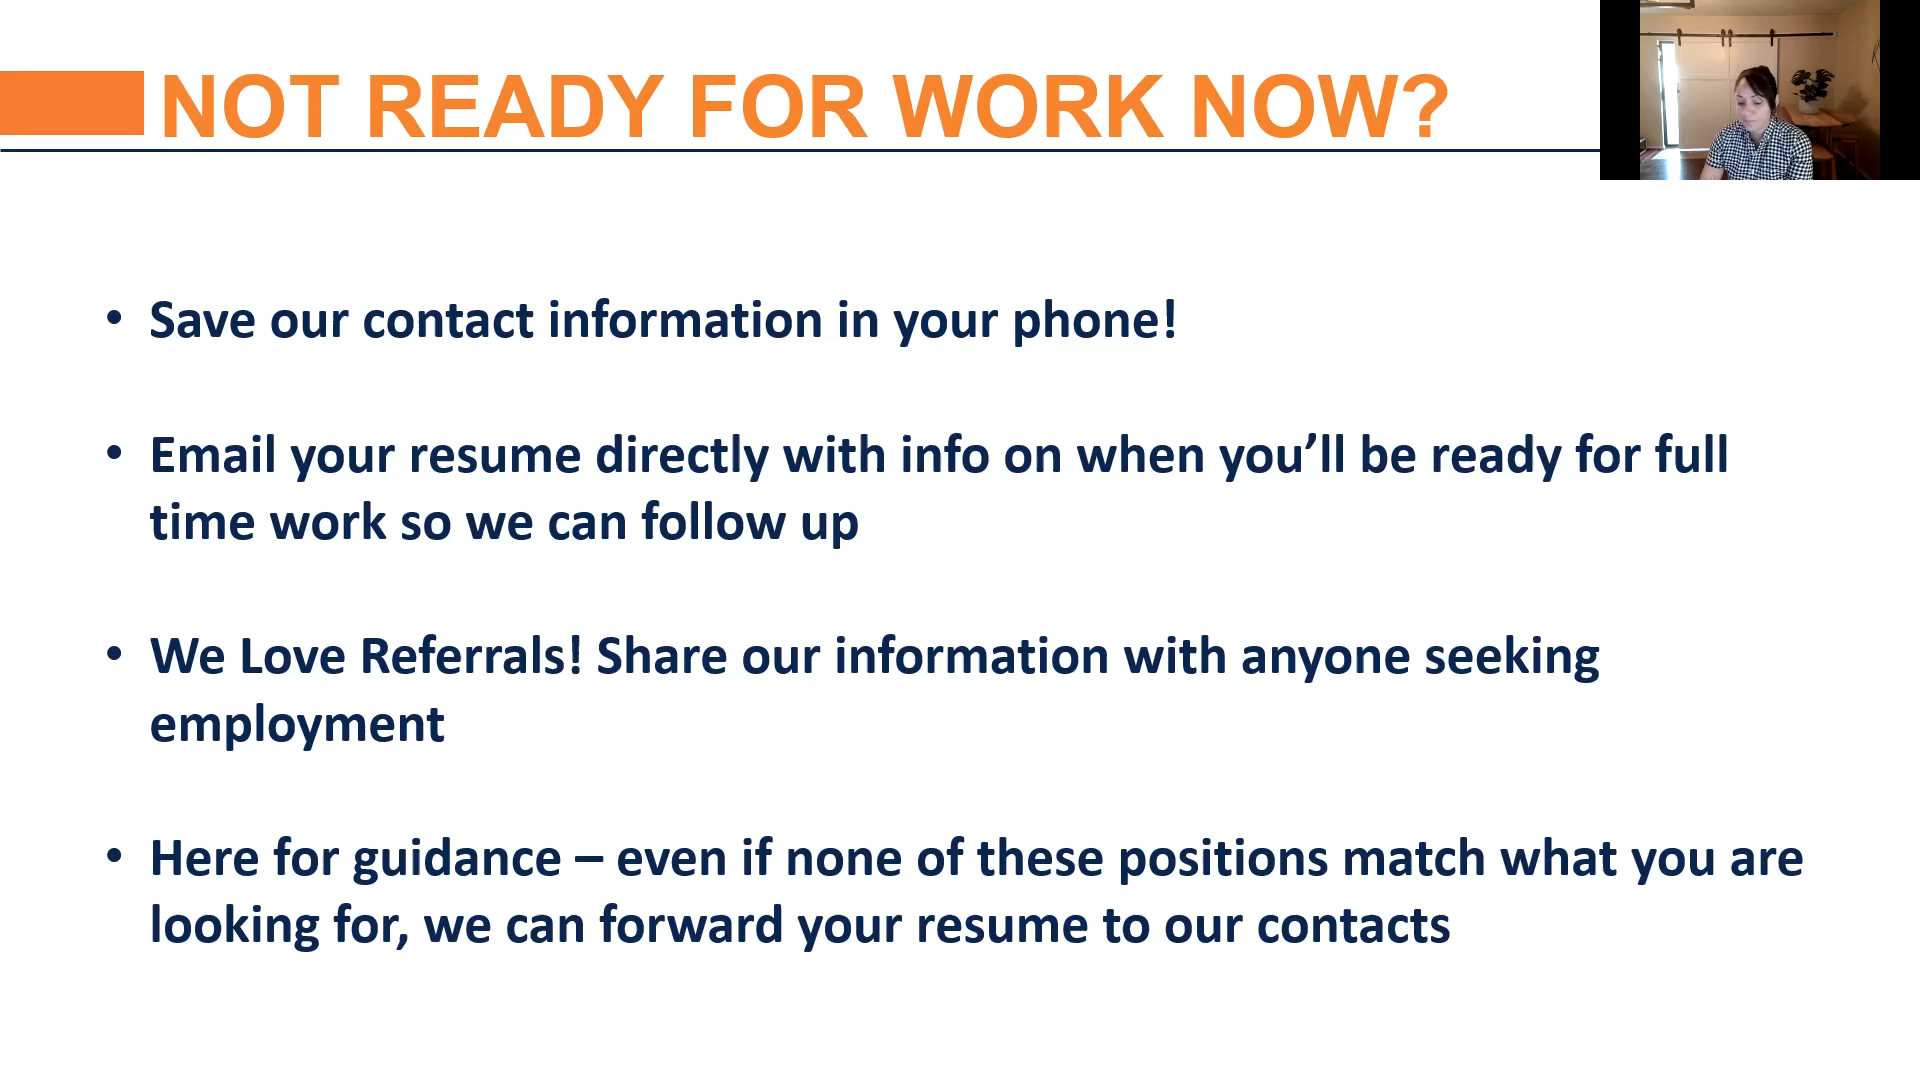 NOT READY FOR WORK NOW?
• Save our contact information in your phone!
• Email your resume directly with info on when you’ll be ready for full
time work so we can follow up
• We Love Referrals! Share our information with anyone seeking
employment
• Here for guidance – even if none of these positions match what you are
looking for, we can forward your resume to our contacts